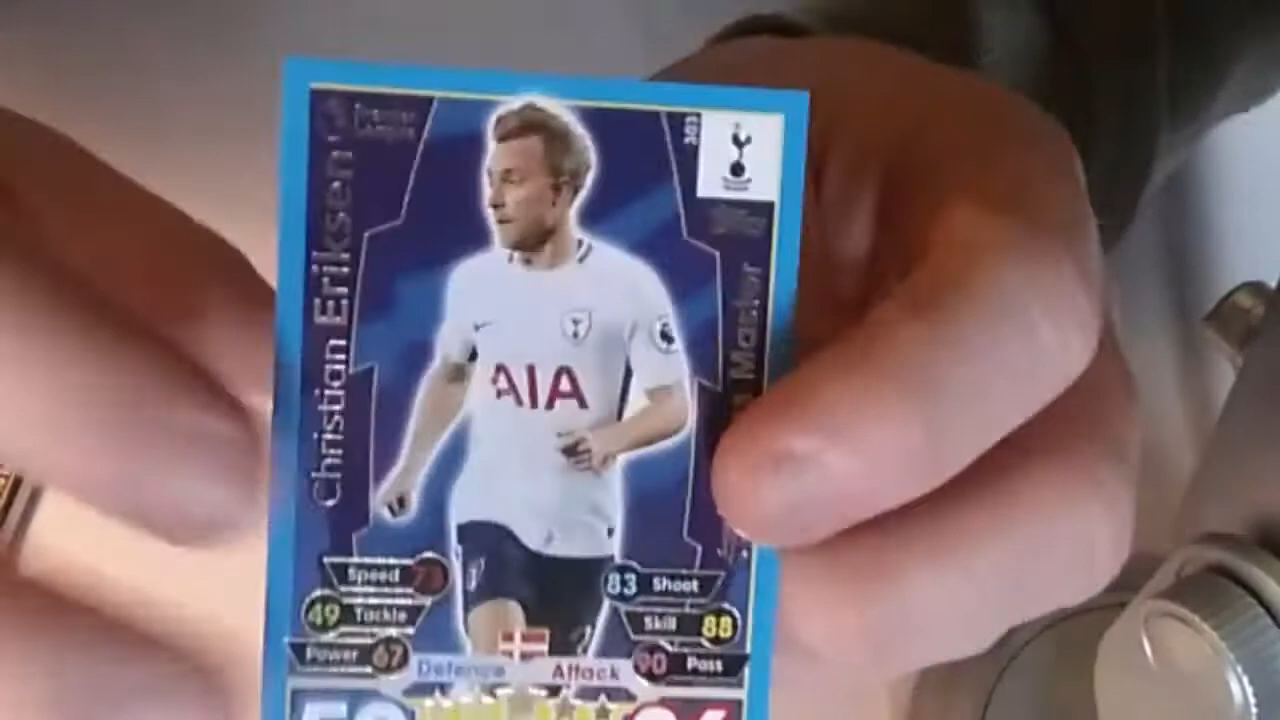 Christian Eriksen
Premier
League
303
Master
AIA
Speed
49 Tackle
Power 67
83 Shoot
Skill 88
90 Pass
Defence
Attack